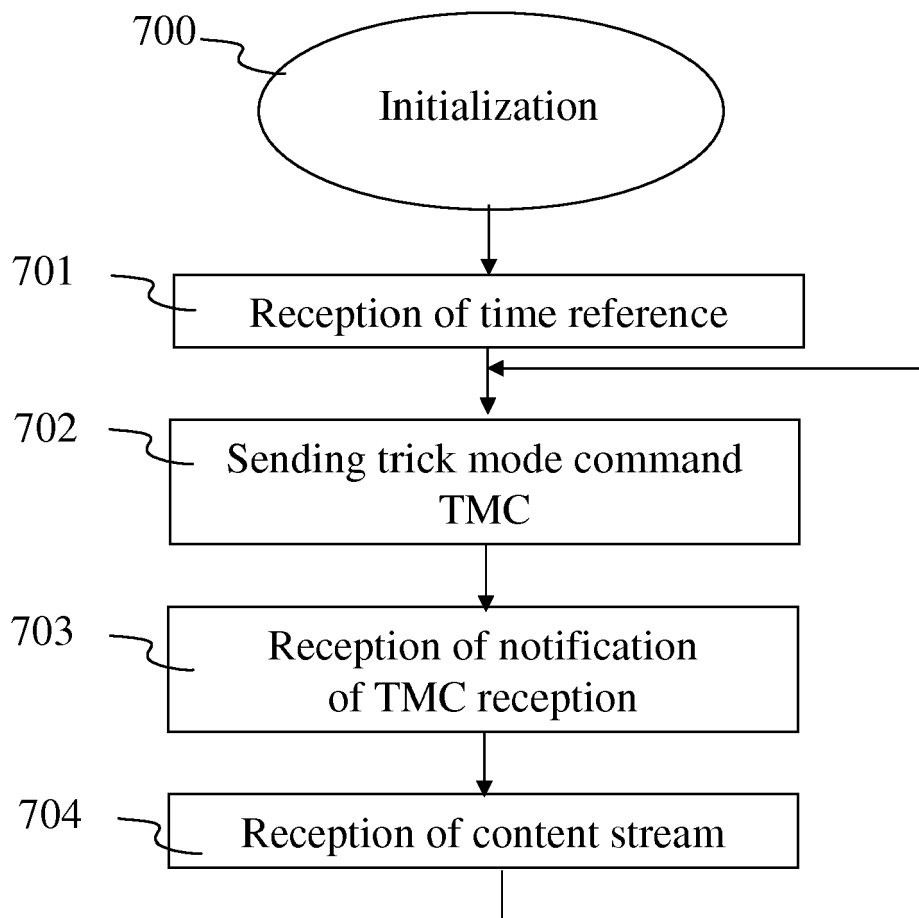 700
Initialization
701
Reception of time reference
702
Sending trick mode command
TMC
703
Reception of notification
of TMC reception
704
Reception of content stream